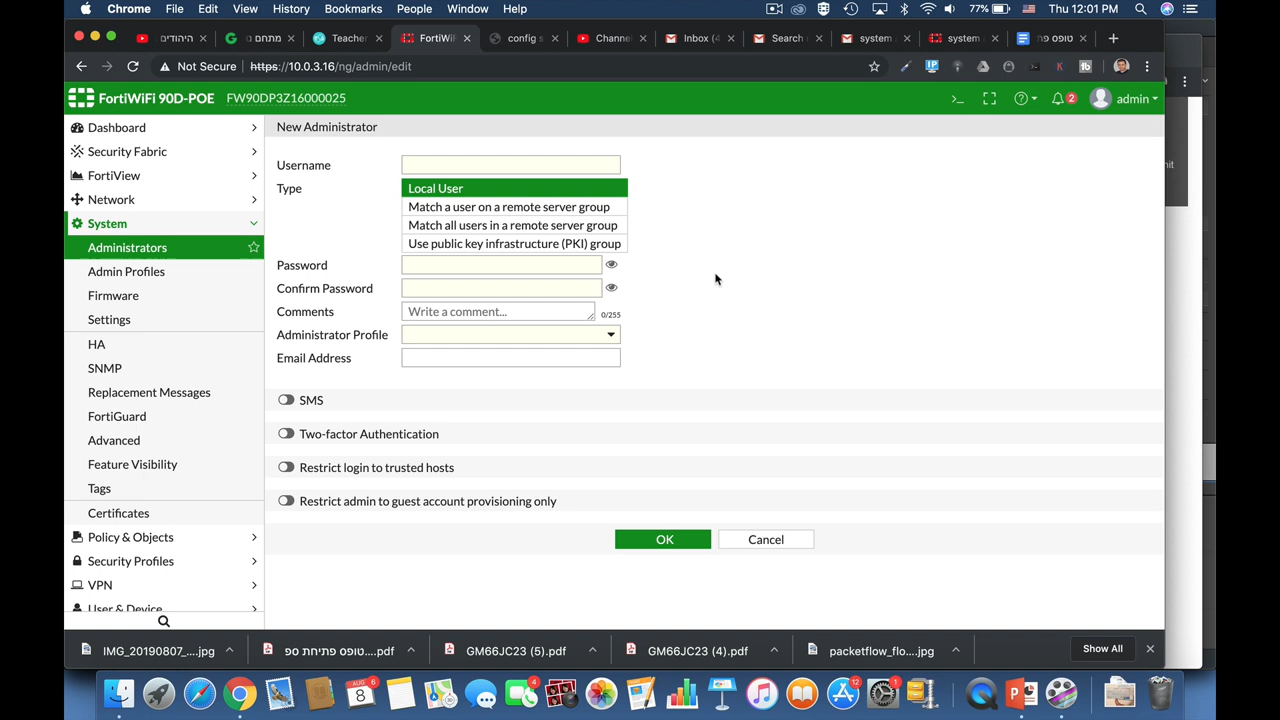 Chrome File Edit View History Bookmarks People Window Help 77% Thu 12:01 PM
היהודים מתחם מ Teacher FortiWiF config s Channel Inbox (4 Search system system טופס פת
Not Secure https://10.0.3.16/ng/admin/edit
FortiWiFi 90D-POE FW90DP3Z16000025 2 admin
Dashboard
Security Fabric
FortiView
Network
System
Administrators
Admin Profiles
Firmware
Settings
HA
SNMP
Replacement Messages
FortiGuard
Advanced
Feature Visibility
Tags
Certificates
Policy & Objects
Security Profiles
VPN
User & Device
New Administrator
Username
Type
Local User
Match a user on a remote server group
Match all users in a remote server group
Use public key infrastructure (PKI) group
Password
Confirm Password
Comments Write a comment... 0/255
Administrator Profile
Email Address
SMS
Two-factor Authentication
Restrict login to trusted hosts
Restrict admin to guest account provisioning only
OK Cancel
IMG_20190807_....jpg טופס פתיחת ספ....pdf GM66JC23 (5).pdf GM66JC23 (4).pdf packetflow_flo....jpg Show All